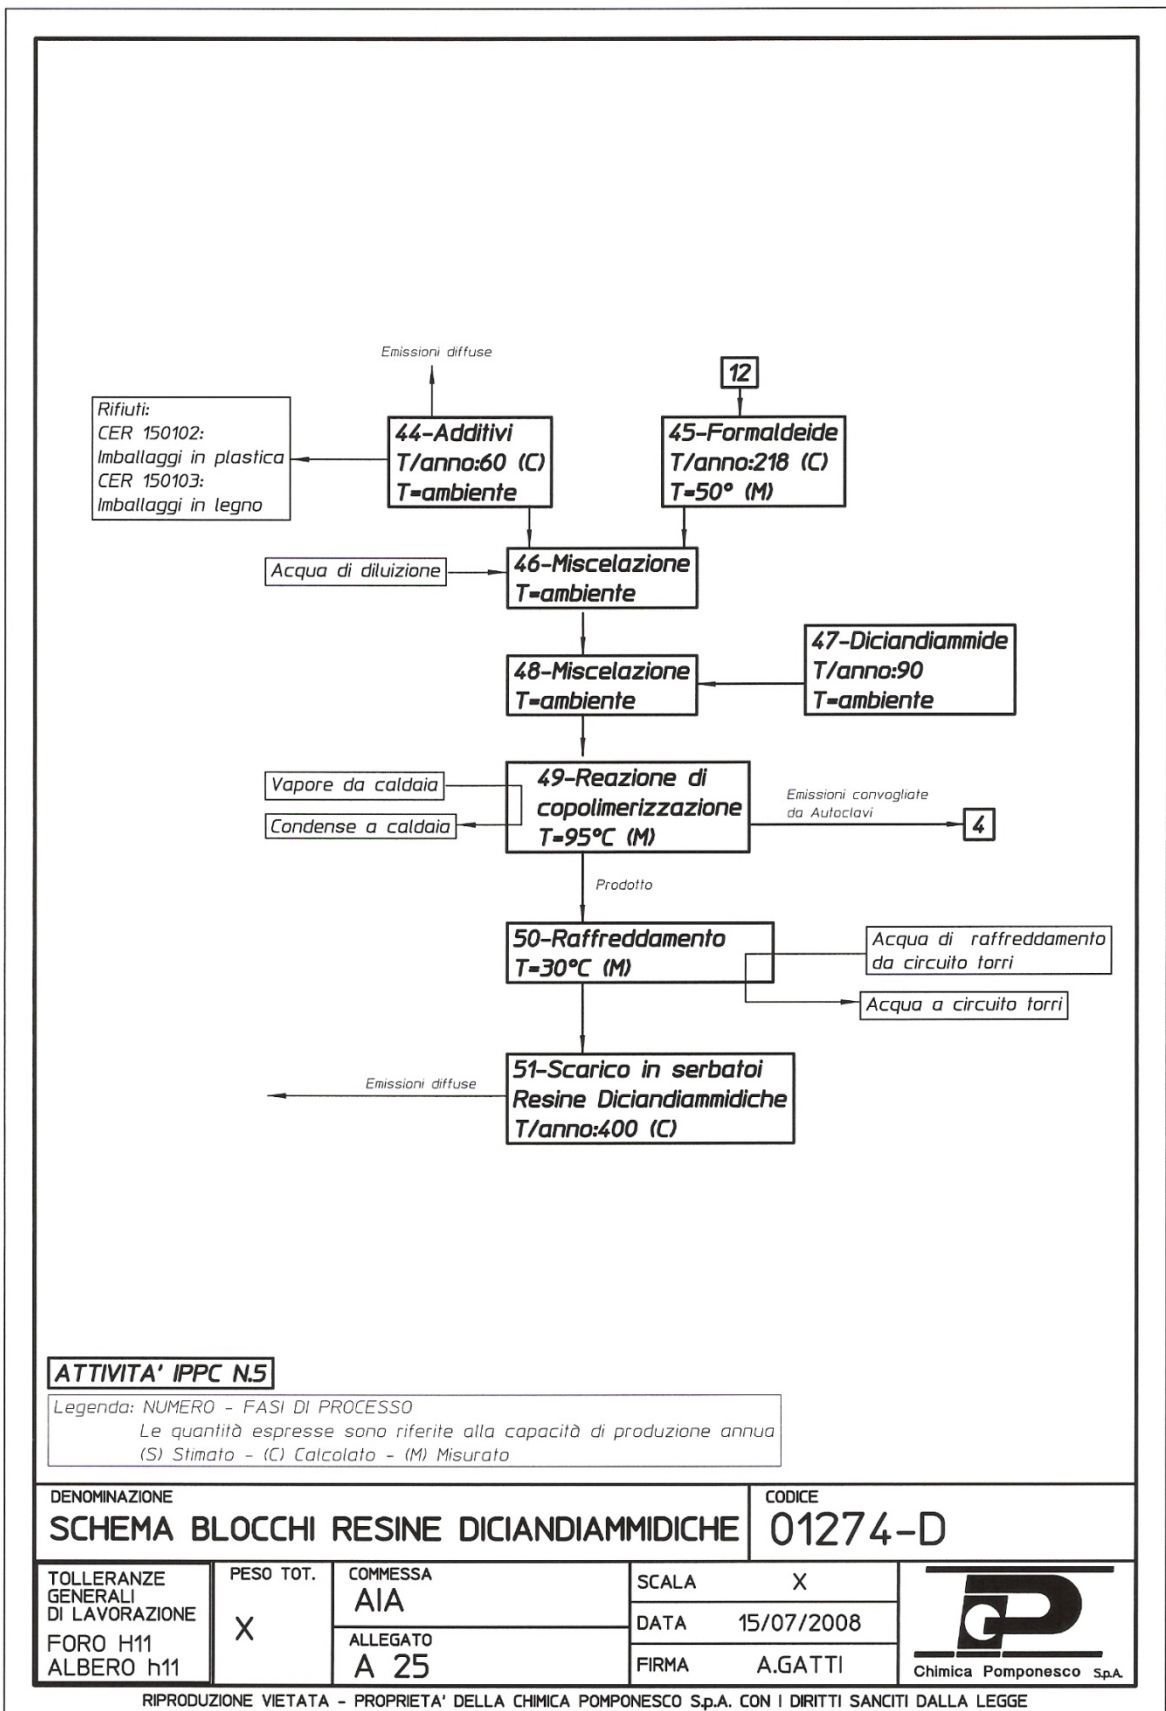 Emissioni diffuse
12
Rifiuti:
CER 150102:
Imballaggi in plastica
CER 150103:
Imballaggi in legno
44-Additivi
T/anno:60 (C)
T=ambiente
45-Formaldeide
T/anno:218 (C)
T=50° (M)
Acqua di diluizione
46-Miscelazione
T=ambiente
47-Diciandiammide
T/anno:90
T=ambiente
48-Miscelazione
T=ambiente
Vapore da caldaia
Condense a caldaia
49-Reazione di
copolimerizzazione
T=95°C (M)
Emissioni convogliate
da Autoclavi
4
Prodotto
50-Raffreddamento
T=30°C (M)
Acqua di raffreddamento
da circuito torri
Acqua a circuito torri
Emissioni diffuse
51-Scarico in serbatoi
Resine Diciandiammidiche
T/anno:400 (C)
ATTIVITA' IPPC N.5
Legenda: NUMERO - FASI DI PROCESSO
Le quantità espresse sono riferite alla capacità di produzione annua
(S) Stimato - (C) Calcolato - (M) Misurato
DENOMINAZIONE
SCHEMA BLOCCHI RESINE DICIANDIAMMIDICHE
CODICE
01274-D
TOLLERANZE
GENERALI
DI LAVORAZIONE
FORO H11
ALBERO h11
PESO TOT.
X
COMMESSA
AIA
ALLEGATO
A 25
SCALA X
DATA 15/07/2008
FIRMA A.GATTI
Chimica Pomponesco S.p.A.
RIPRODUZIONE VIETATA - PROPRIETA' DELLA CHIMICA POMPONESCO S.p.A. CON I DIRITTI SANCITI DALLA LEGGE